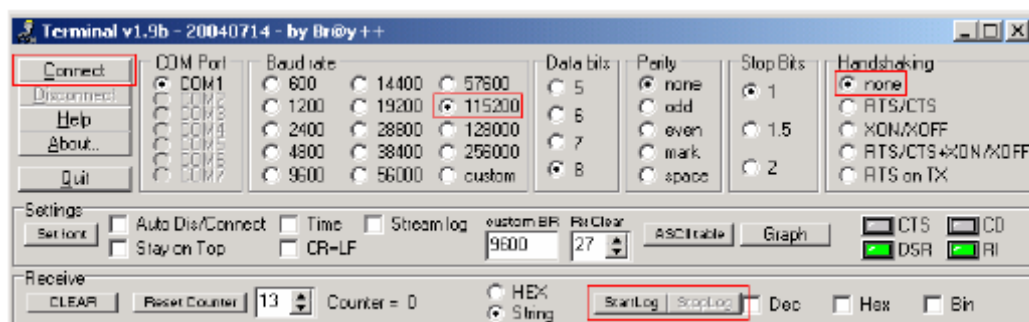 Terminal v1.9b - 20040714 - by Br@y++
Connect
Disconnect
Help
About..
Quit
COM Port
COM1
COM2
COM3
COM4
COM5
COM6
COM7
Baud rate
600 14400 57600
1200 19200 115200
2400 28800 128000
4800 38400 256000
9600 56000 custom
Data bits
5
6
7
8
Parity
none
odd
even
mark
space
Stop Bits
1
1.5
2
Handshaking
none
RTS/CTS
XON/XOFF
RTS/CTS+XON/XOFF
RTS on TX
Settings
Set font
Auto Dis/Connect Time Stream log
Stay on Top CR=LF
custom BR Rx Clear
9600 27
ASCII table Graph
CTS CD
DSR RI
Receive
CLEAR Reset Counter 13 Counter = 0
HEX
String
StartLog StopLog Dec Hex Bin